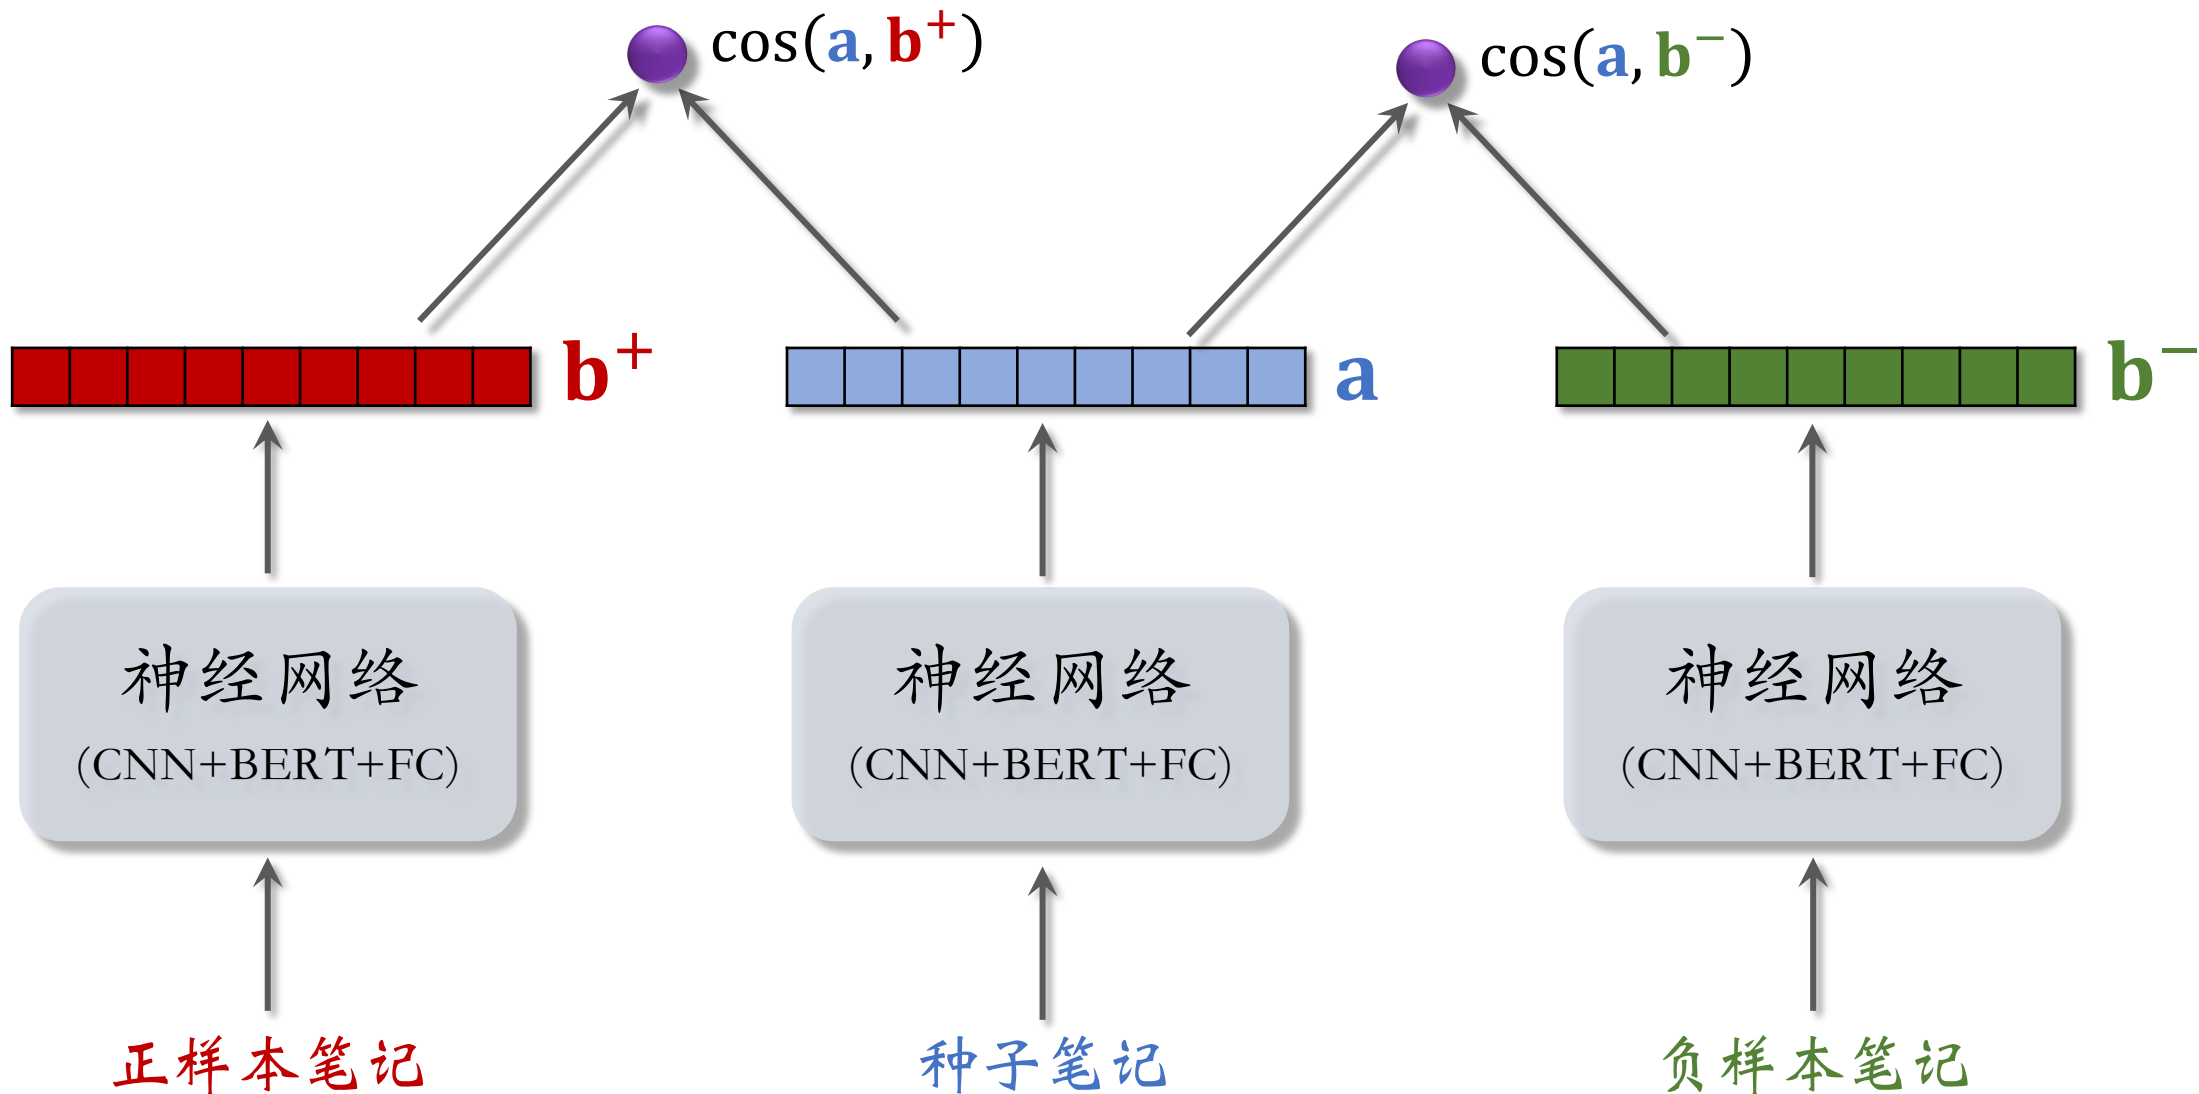 cos(a, b⁺)
cos(a, b⁻)
b⁺
a
b⁻
神经网络
(CNN+BERT+FC)
神经网络
(CNN+BERT+FC)
神经网络
(CNN+BERT+FC)
正样本笔记
种子笔记
负样本笔记